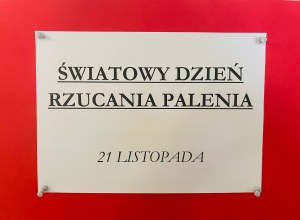 ŚWIATOWY DZIEŃ
RZUCANIA PALENIA
21 LISTOPADA